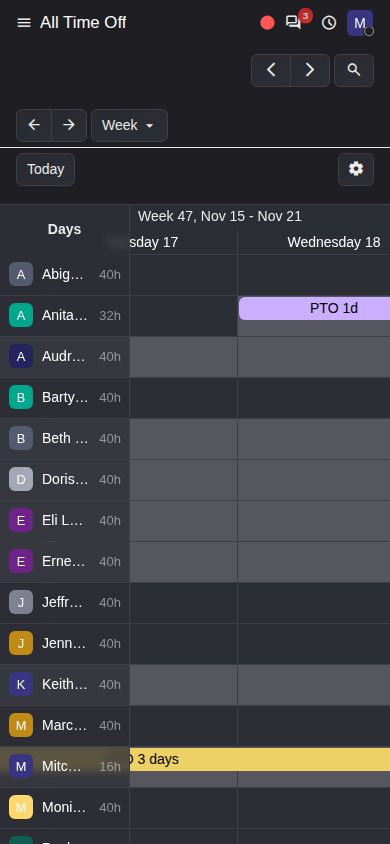 All Time Off
3
M
Week
Today
Week 47, Nov 15 - Nov 21
Days
sday 17
Wednesday 18
A Abig… 40h
A Anita… 32h
PTO 1d
A Audr… 40h
B Barty… 40h
B Beth … 40h
D Doris… 40h
E Eli L… 40h
E Erne… 40h
J Jeffr… 40h
J Jenn… 40h
K Keith… 40h
M Marc… 40h
M Mitc… 16h
3 days
M Moni… 40h